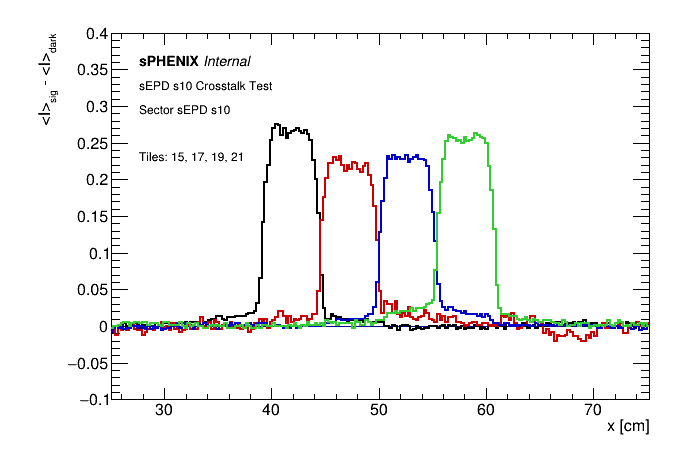 <I>sig - <I>dark
0.4
0.35
0.3
0.25
0.2
0.15
0.1
0.05
0
−0.05
−0.1
sPHENIX Internal
sEPD s10 Crosstalk Test
Sector sEPD s10
Tiles: 15, 17, 19, 21
30 40 50 60 70
x [cm]